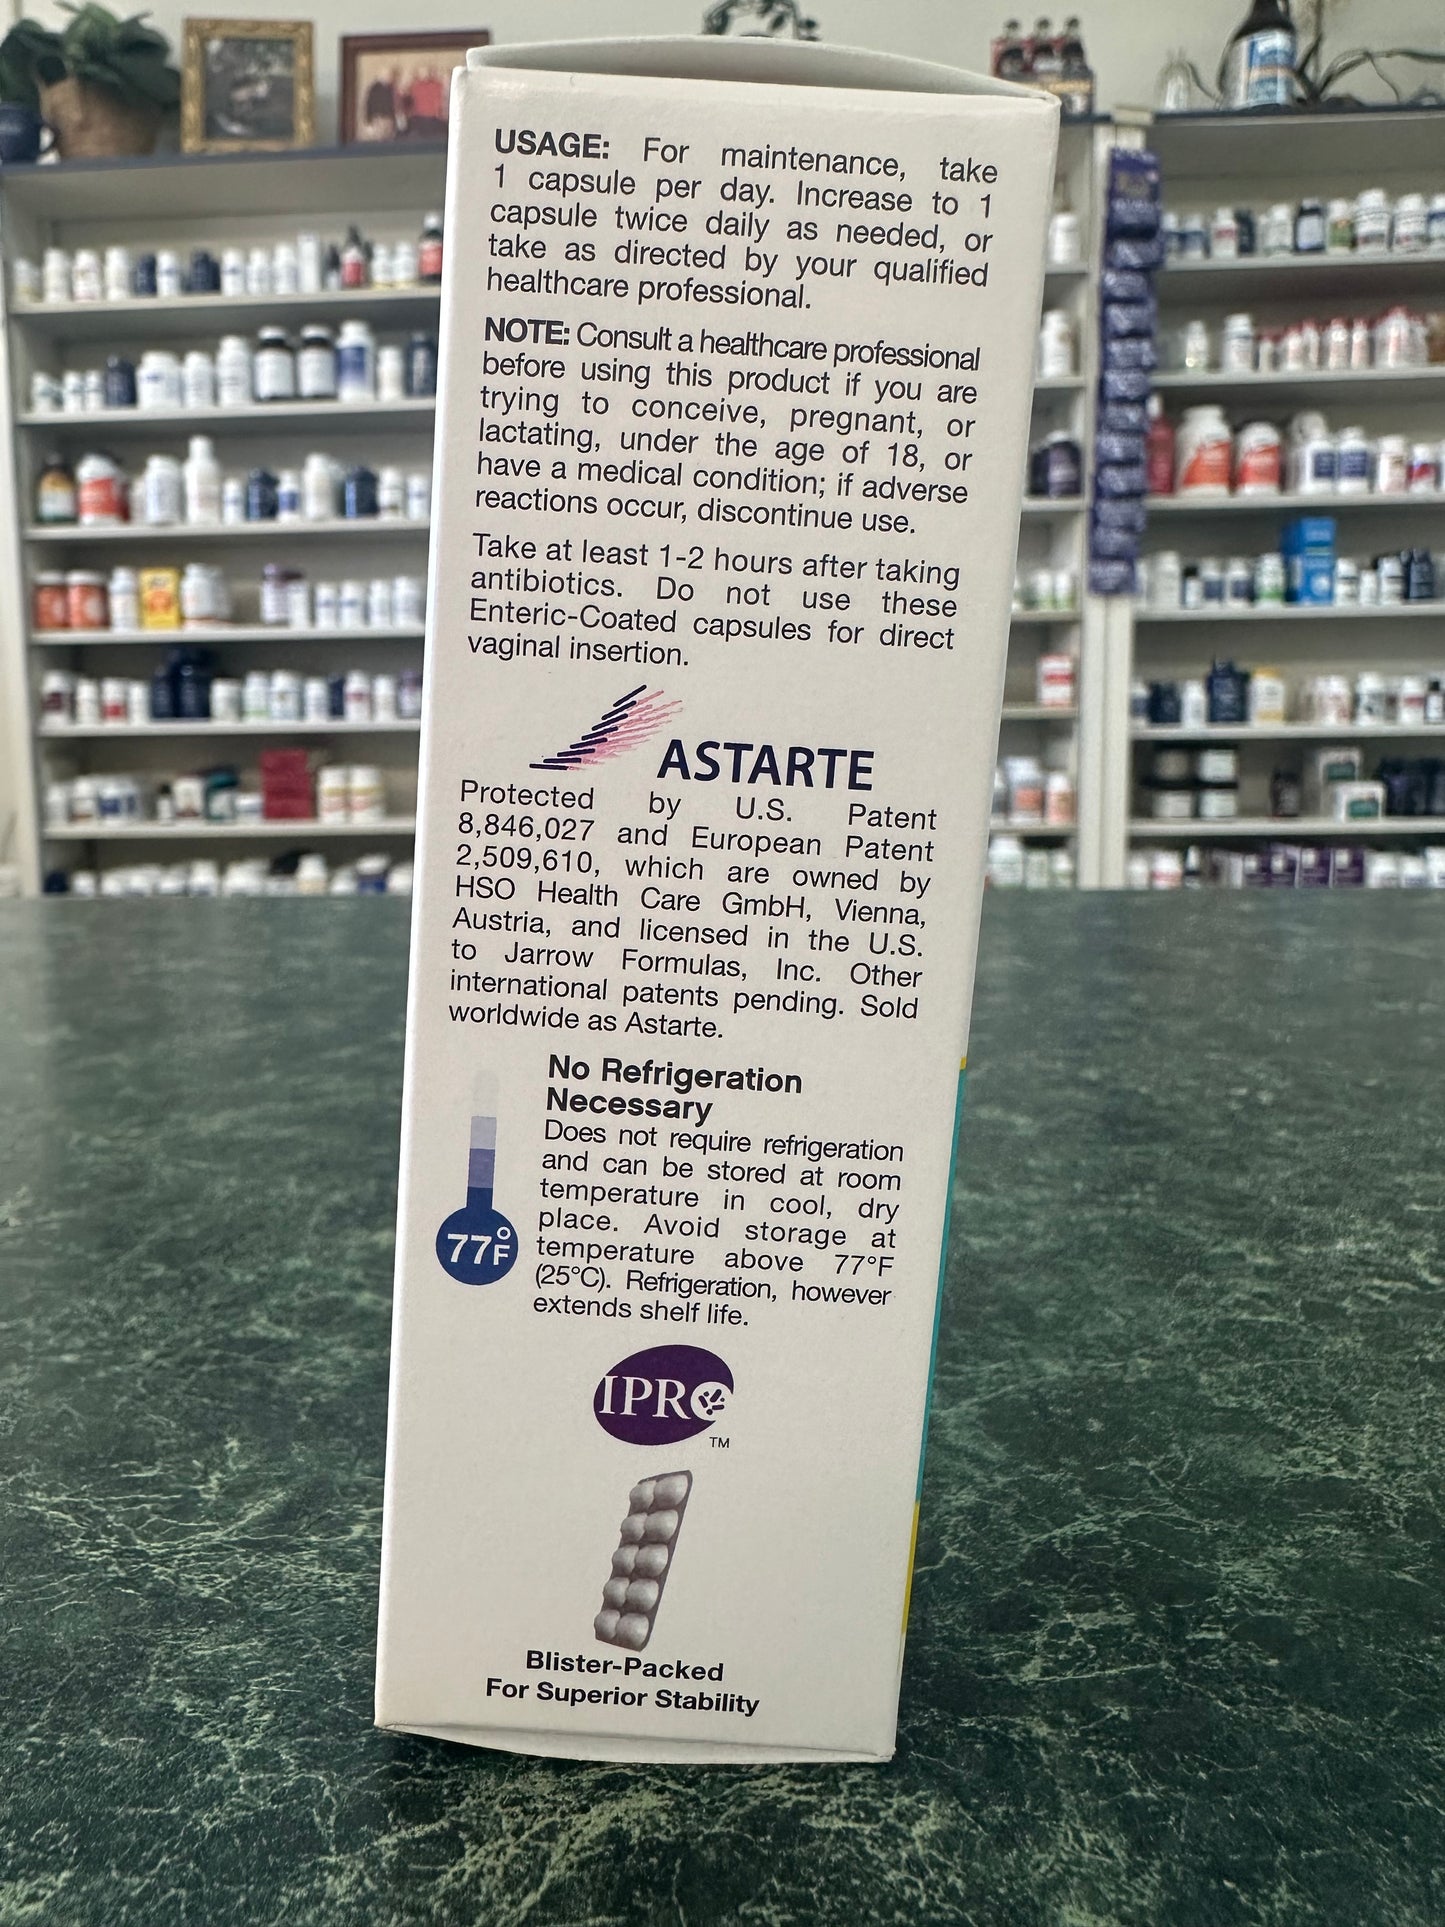 USAGE: For maintenance, take
1 capsule per day. Increase to 1
capsule twice daily as needed, or
take as directed by your qualified
healthcare professional.
NOTE: Consult a healthcare professional
before using this product if you are
trying to conceive, pregnant, or
lactating, under the age of 18, or
have a medical condition; if adverse
reactions occur, discontinue use.
Take at least 1-2 hours after taking
antibiotics. Do not use these
Enteric-Coated capsules for direct
vaginal insertion.
ASTARTE
Protected by U.S. Patent
8,846,027 and European Patent
2,509,610, which are owned by
HSO Health Care GmbH, Vienna,
Austria, and licensed in the U.S.
to Jarrow Formulas, Inc. Other
international patents pending. Sold
worldwide as Astarte.
No Refrigeration
Necessary
Does not require refrigeration
and can be stored at room
temperature in cool, dry
place. Avoid storage at
temperature above 77°F
(25°C). Refrigeration, however
extends shelf life.
77°F
IPRO
TM
Blister-Packed
For Superior Stability